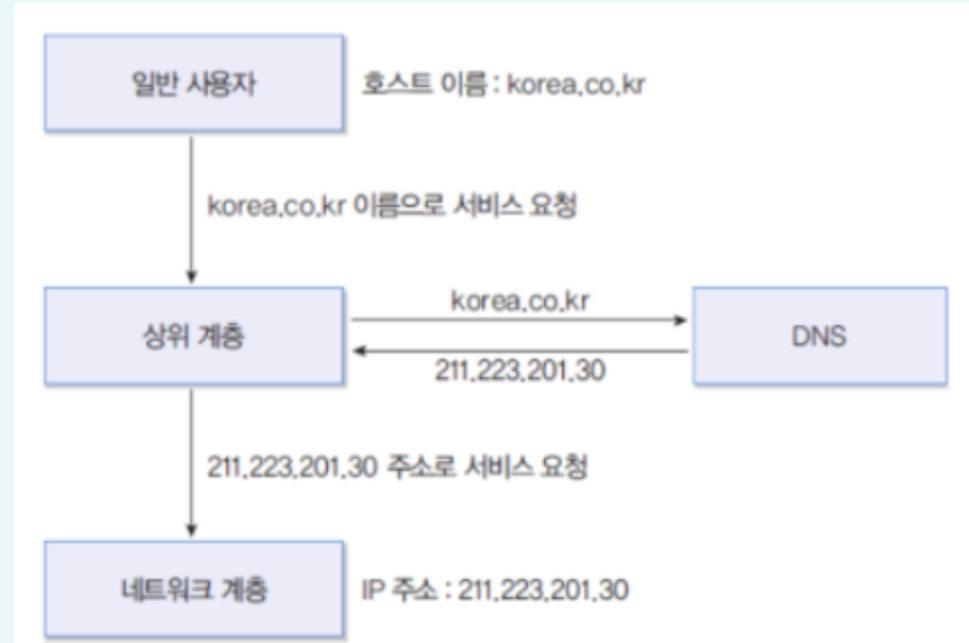 일반 사용자
호스트 이름 : korea.co.kr
korea.co.kr 이름으로 서비스 요청
상위 계층
korea.co.kr
211.223.201.30
DNS
211.223.201.30 주소로 서비스 요청
네트워크 계층
IP 주소 : 211.223.201.30